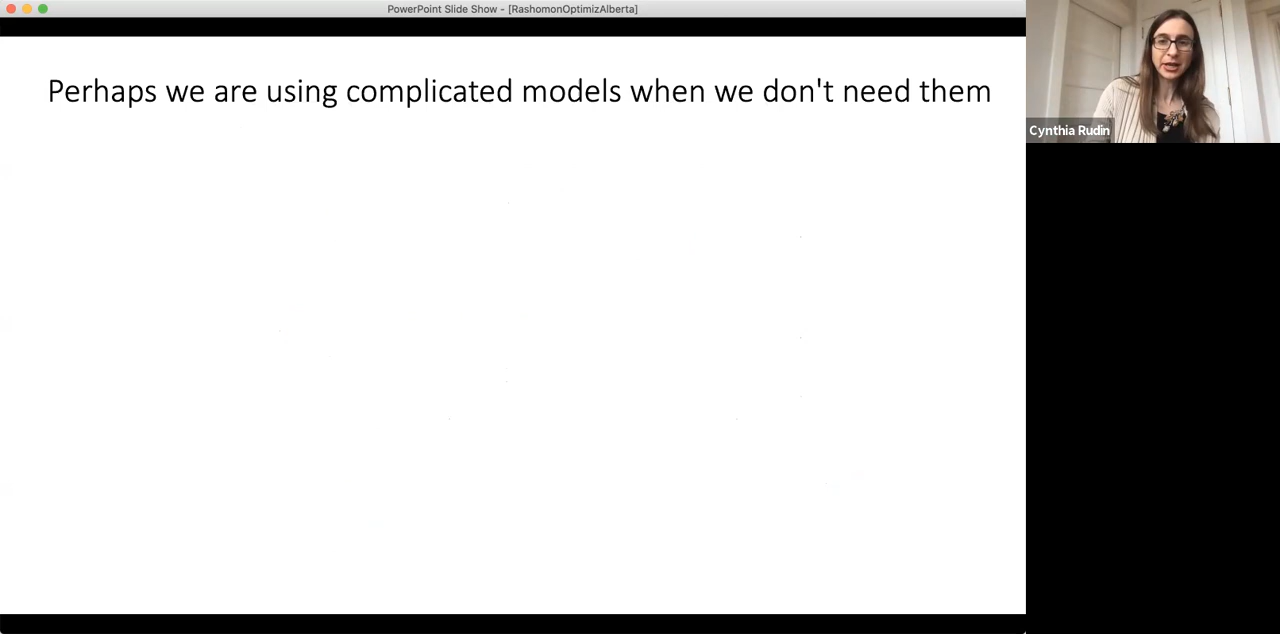 PowerPoint Slide Show - [RashomonOptimizAlberta]
Perhaps we are using complicated models when we don't need them
Cynthia Rudin